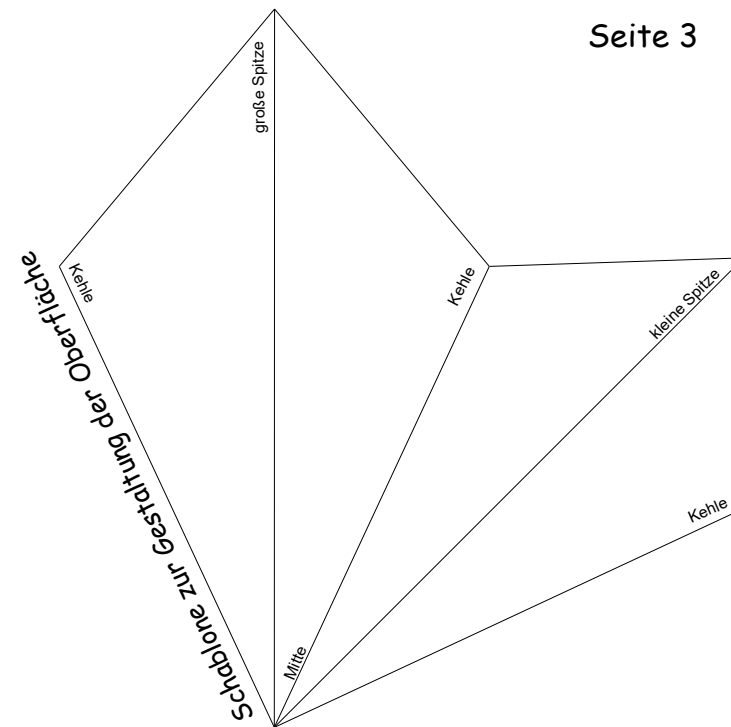 Seite 3
große Spitze
Kehle
Kehle
kleine Spitze
Kehle
Mitte
Schablone zur Gestaltung der Oberfläche